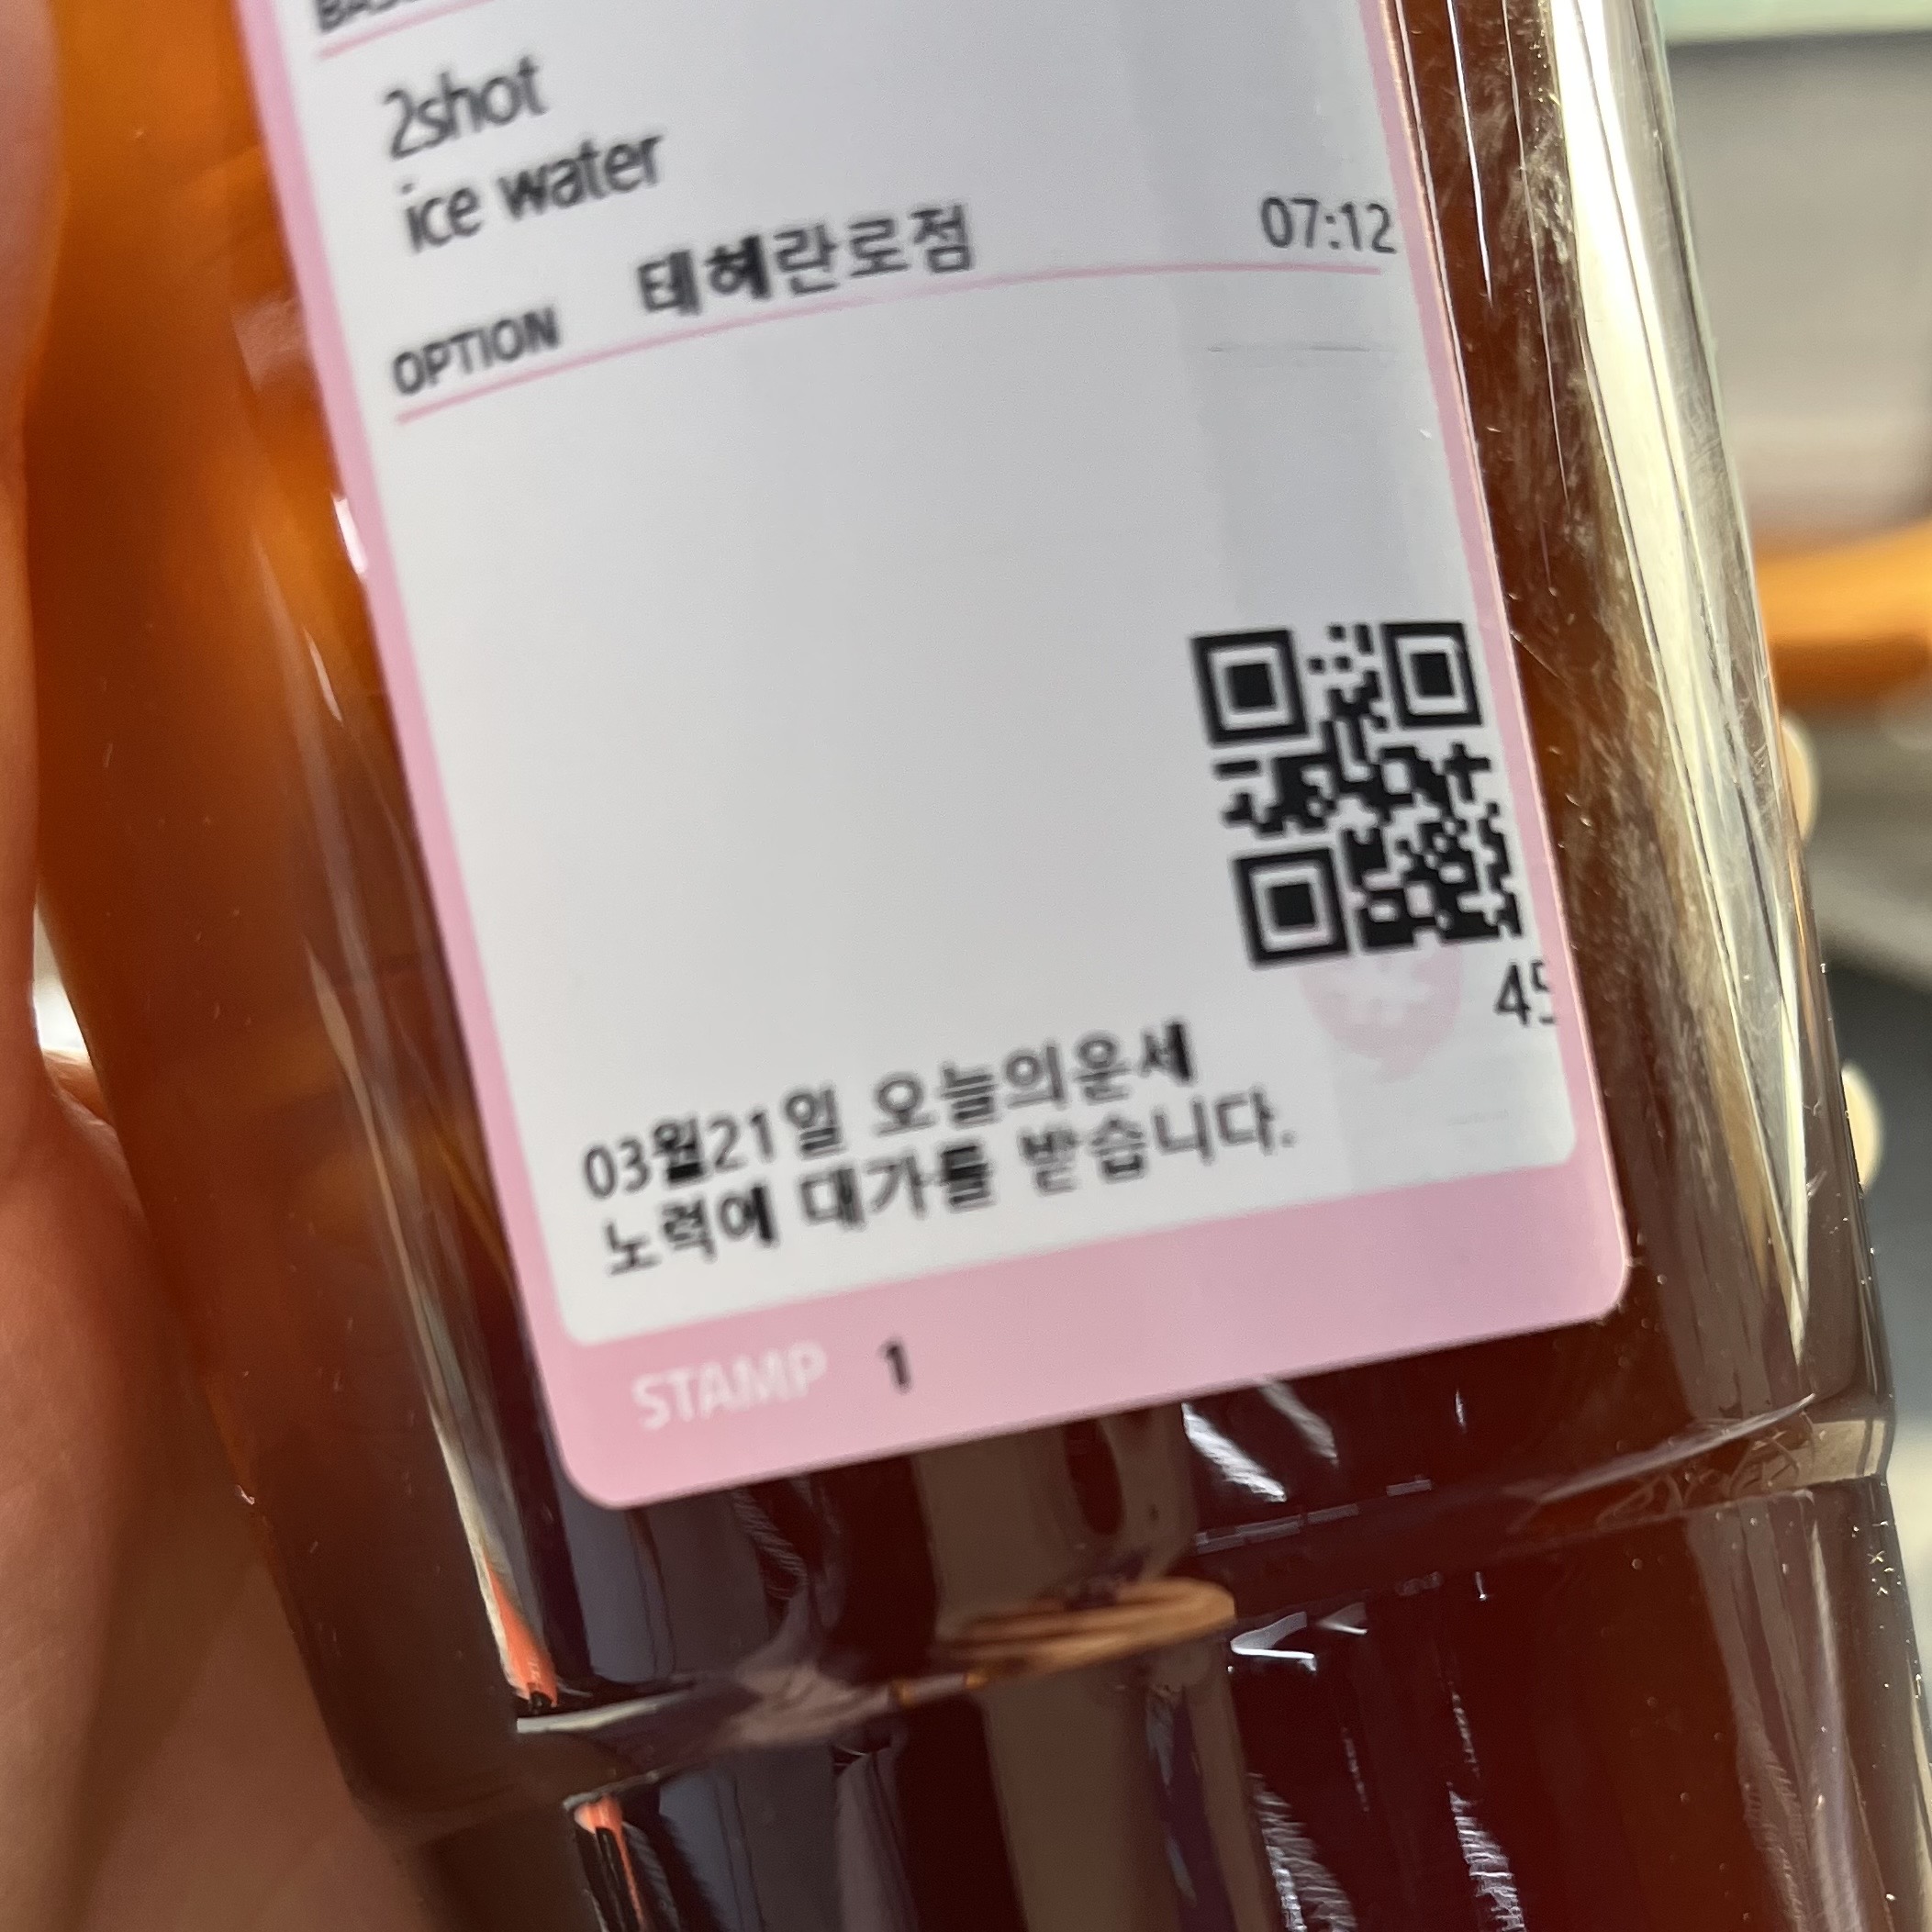 2shot
ice water
테헤란로점 07:12
OPTION
03월21일 오늘의운세
노력에 대가를 받습니다.
STAMP 1